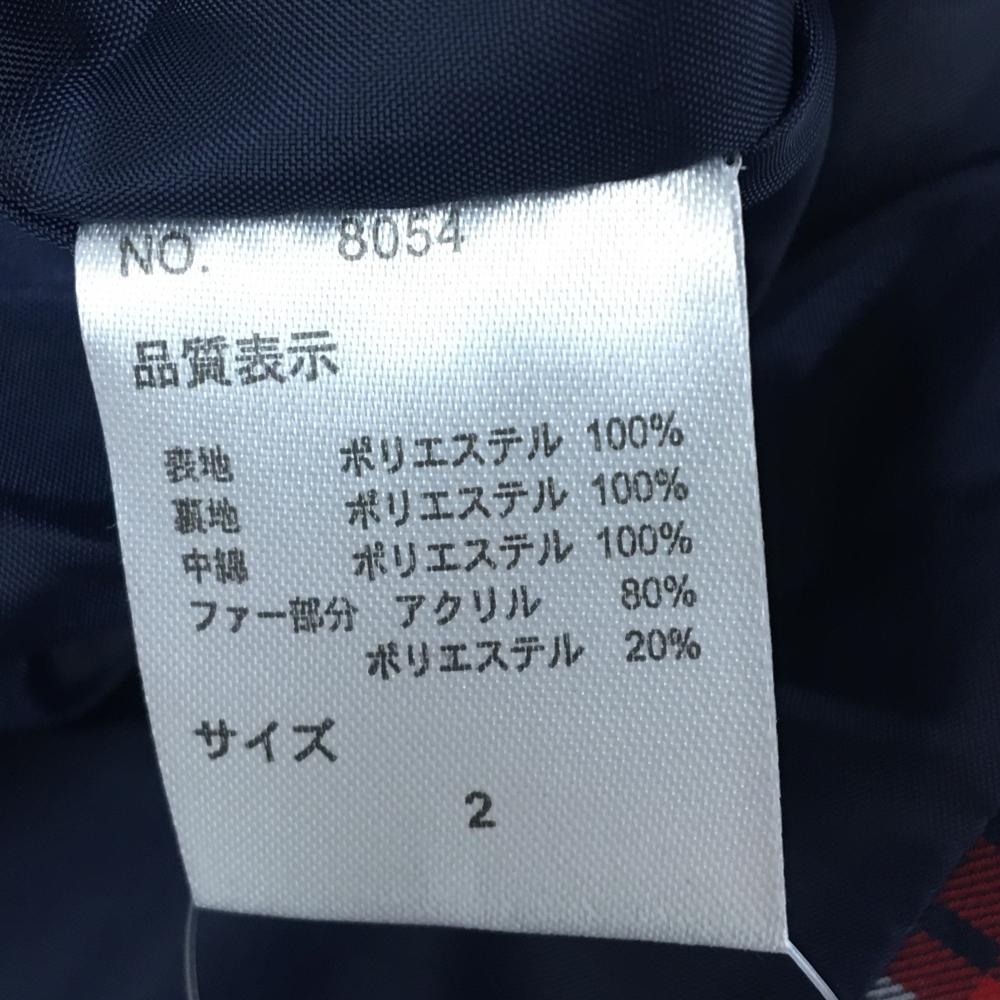 NO. 8054
品質表示
表地 ポリエステル 100%
裏地 ポリエステル 100%
中綿 ポリエステル 100%
ファー部分 アクリル 80%
ポリエステル 20%
サイズ
2